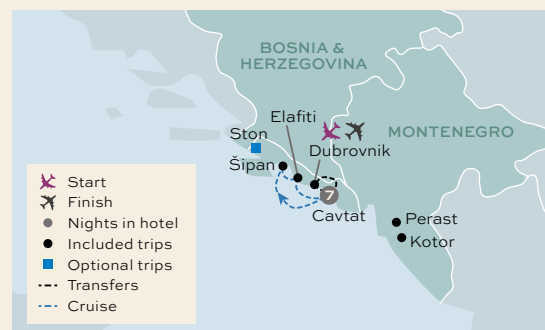 BOSNIA &
HERZEGOVINA
Elafiti
MONTENEGRO
Ston
Dubrovnik
Šipan
7
Cavtat
Perast
Kotor
Start
Finish
Nights in hotel
Included trips
Optional trips
Transfers
Cruise